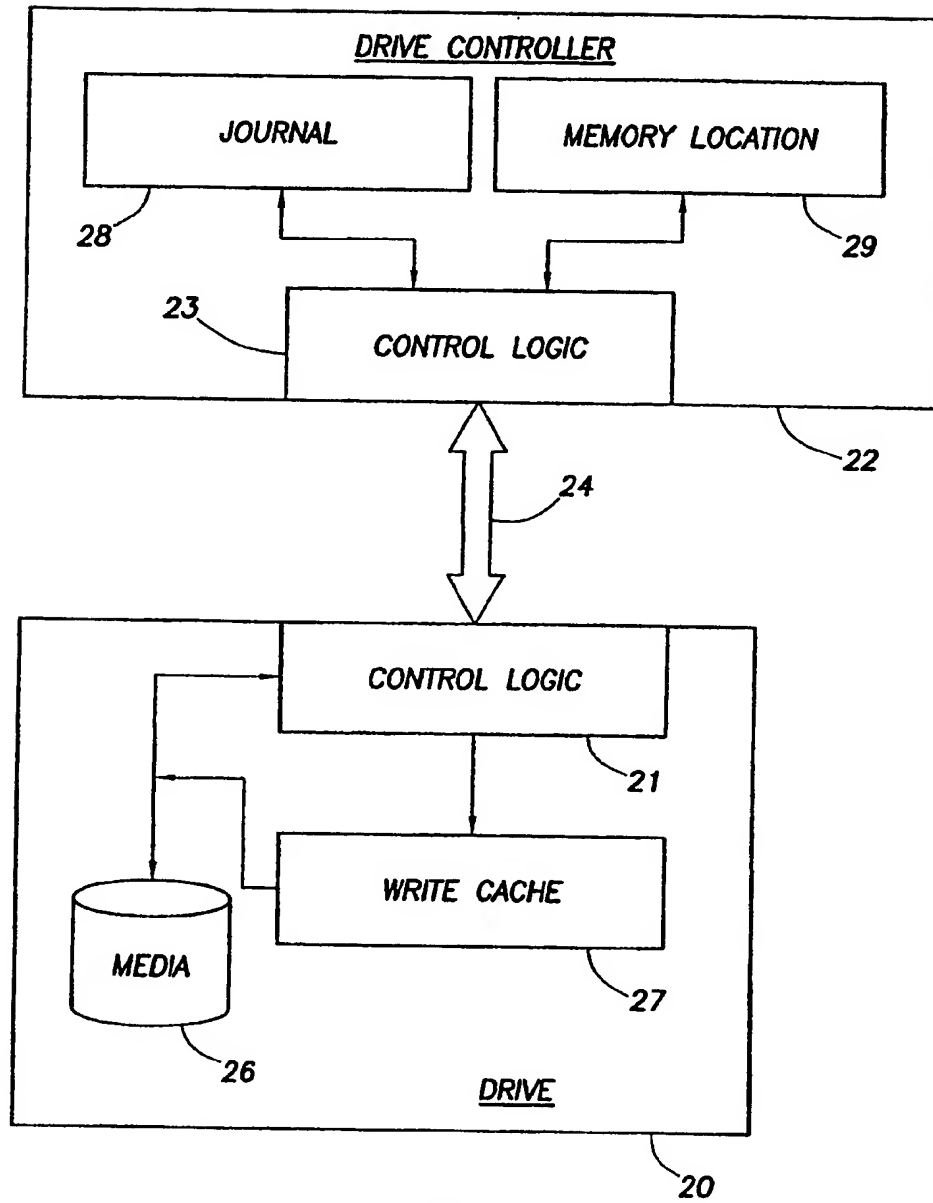 DRIVE CONTROLLER
JOURNAL
MEMORY LOCATION
28
29
23
CONTROL LOGIC
22
24
CONTROL LOGIC
21
WRITE CACHE
MEDIA
27
26
DRIVE
20